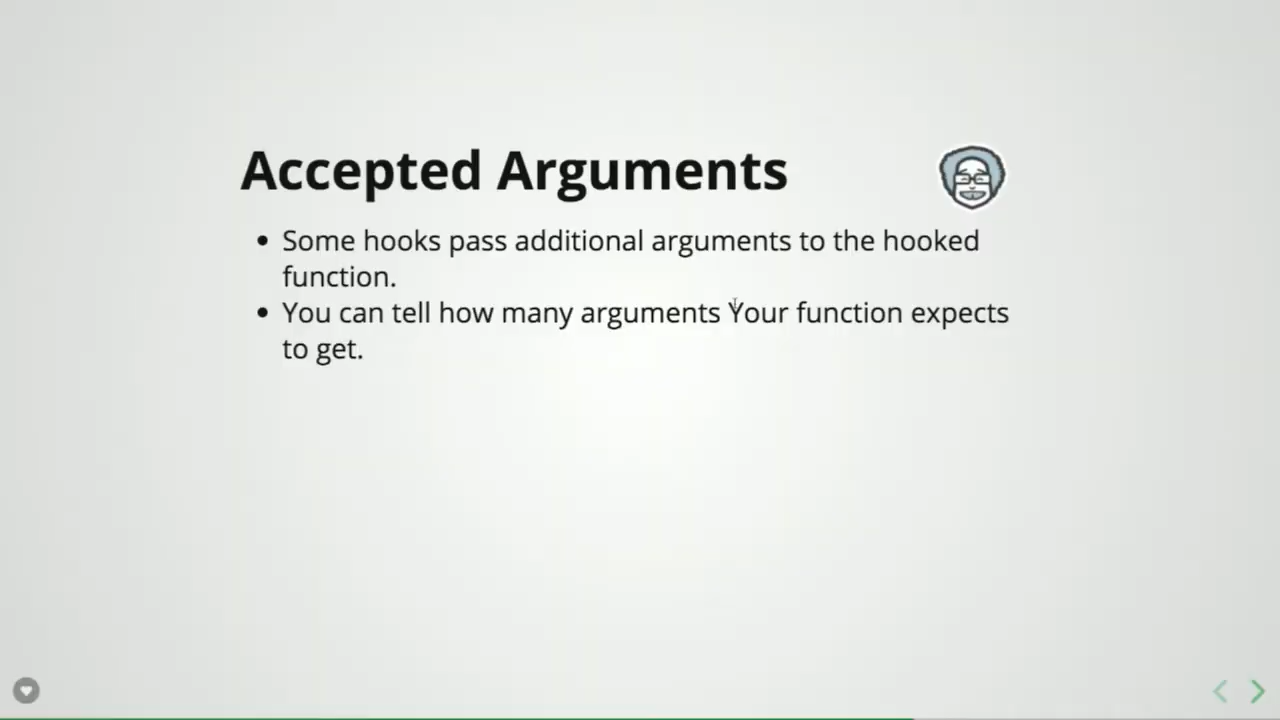 Accepted Arguments
Some hooks pass additional arguments to the hooked
function.
You can tell how many arguments Your function expects
to get.